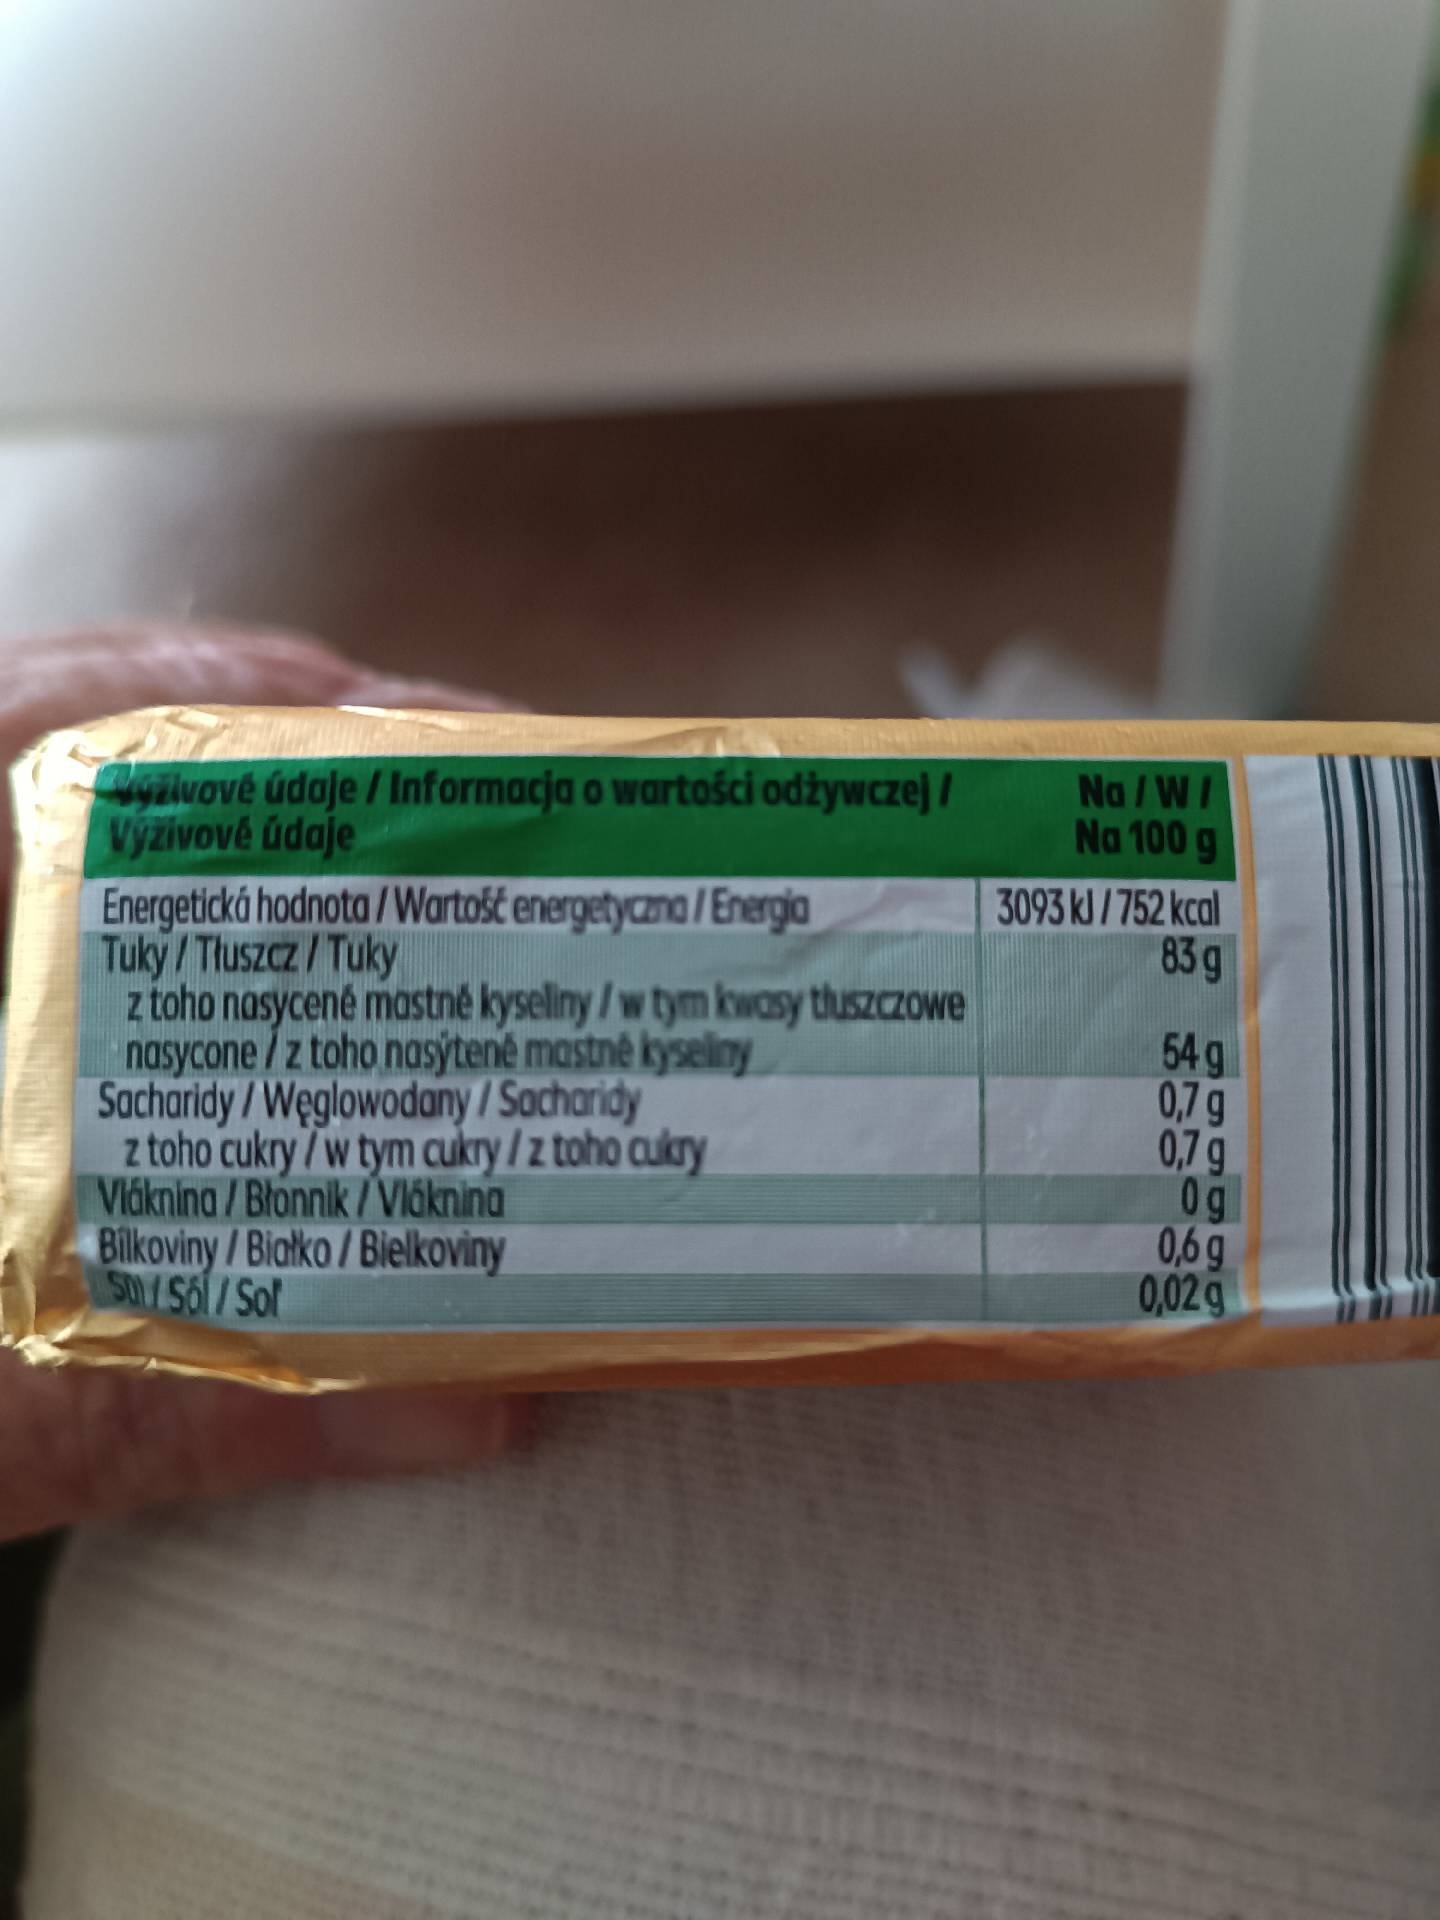 Výživové údaje / Informacja o wartości odżywczej / Na / W /
Výživové údaje Na 100 g
Energetická hodnota / Wartość energetyczna / Energia 3093 kJ / 752 kcal
Tuky / Tłuszcz / Tuky 83 g
z toho nasycené mastné kyseliny / w tym kwasy tłuszczowe
nasycone / z toho nasýtené mastné kyseliny 54 g
Sacharidy / Węglowodany / Sacharidy 0,7 g
z toho cukry / w tym cukry / z toho cukry 0,7 g
Vláknina / Błonnik / Vláknina 0 g
Bílkoviny / Białko / Bielkoviny 0,6 g
Sůl / Sól / Soľ 0,02 g